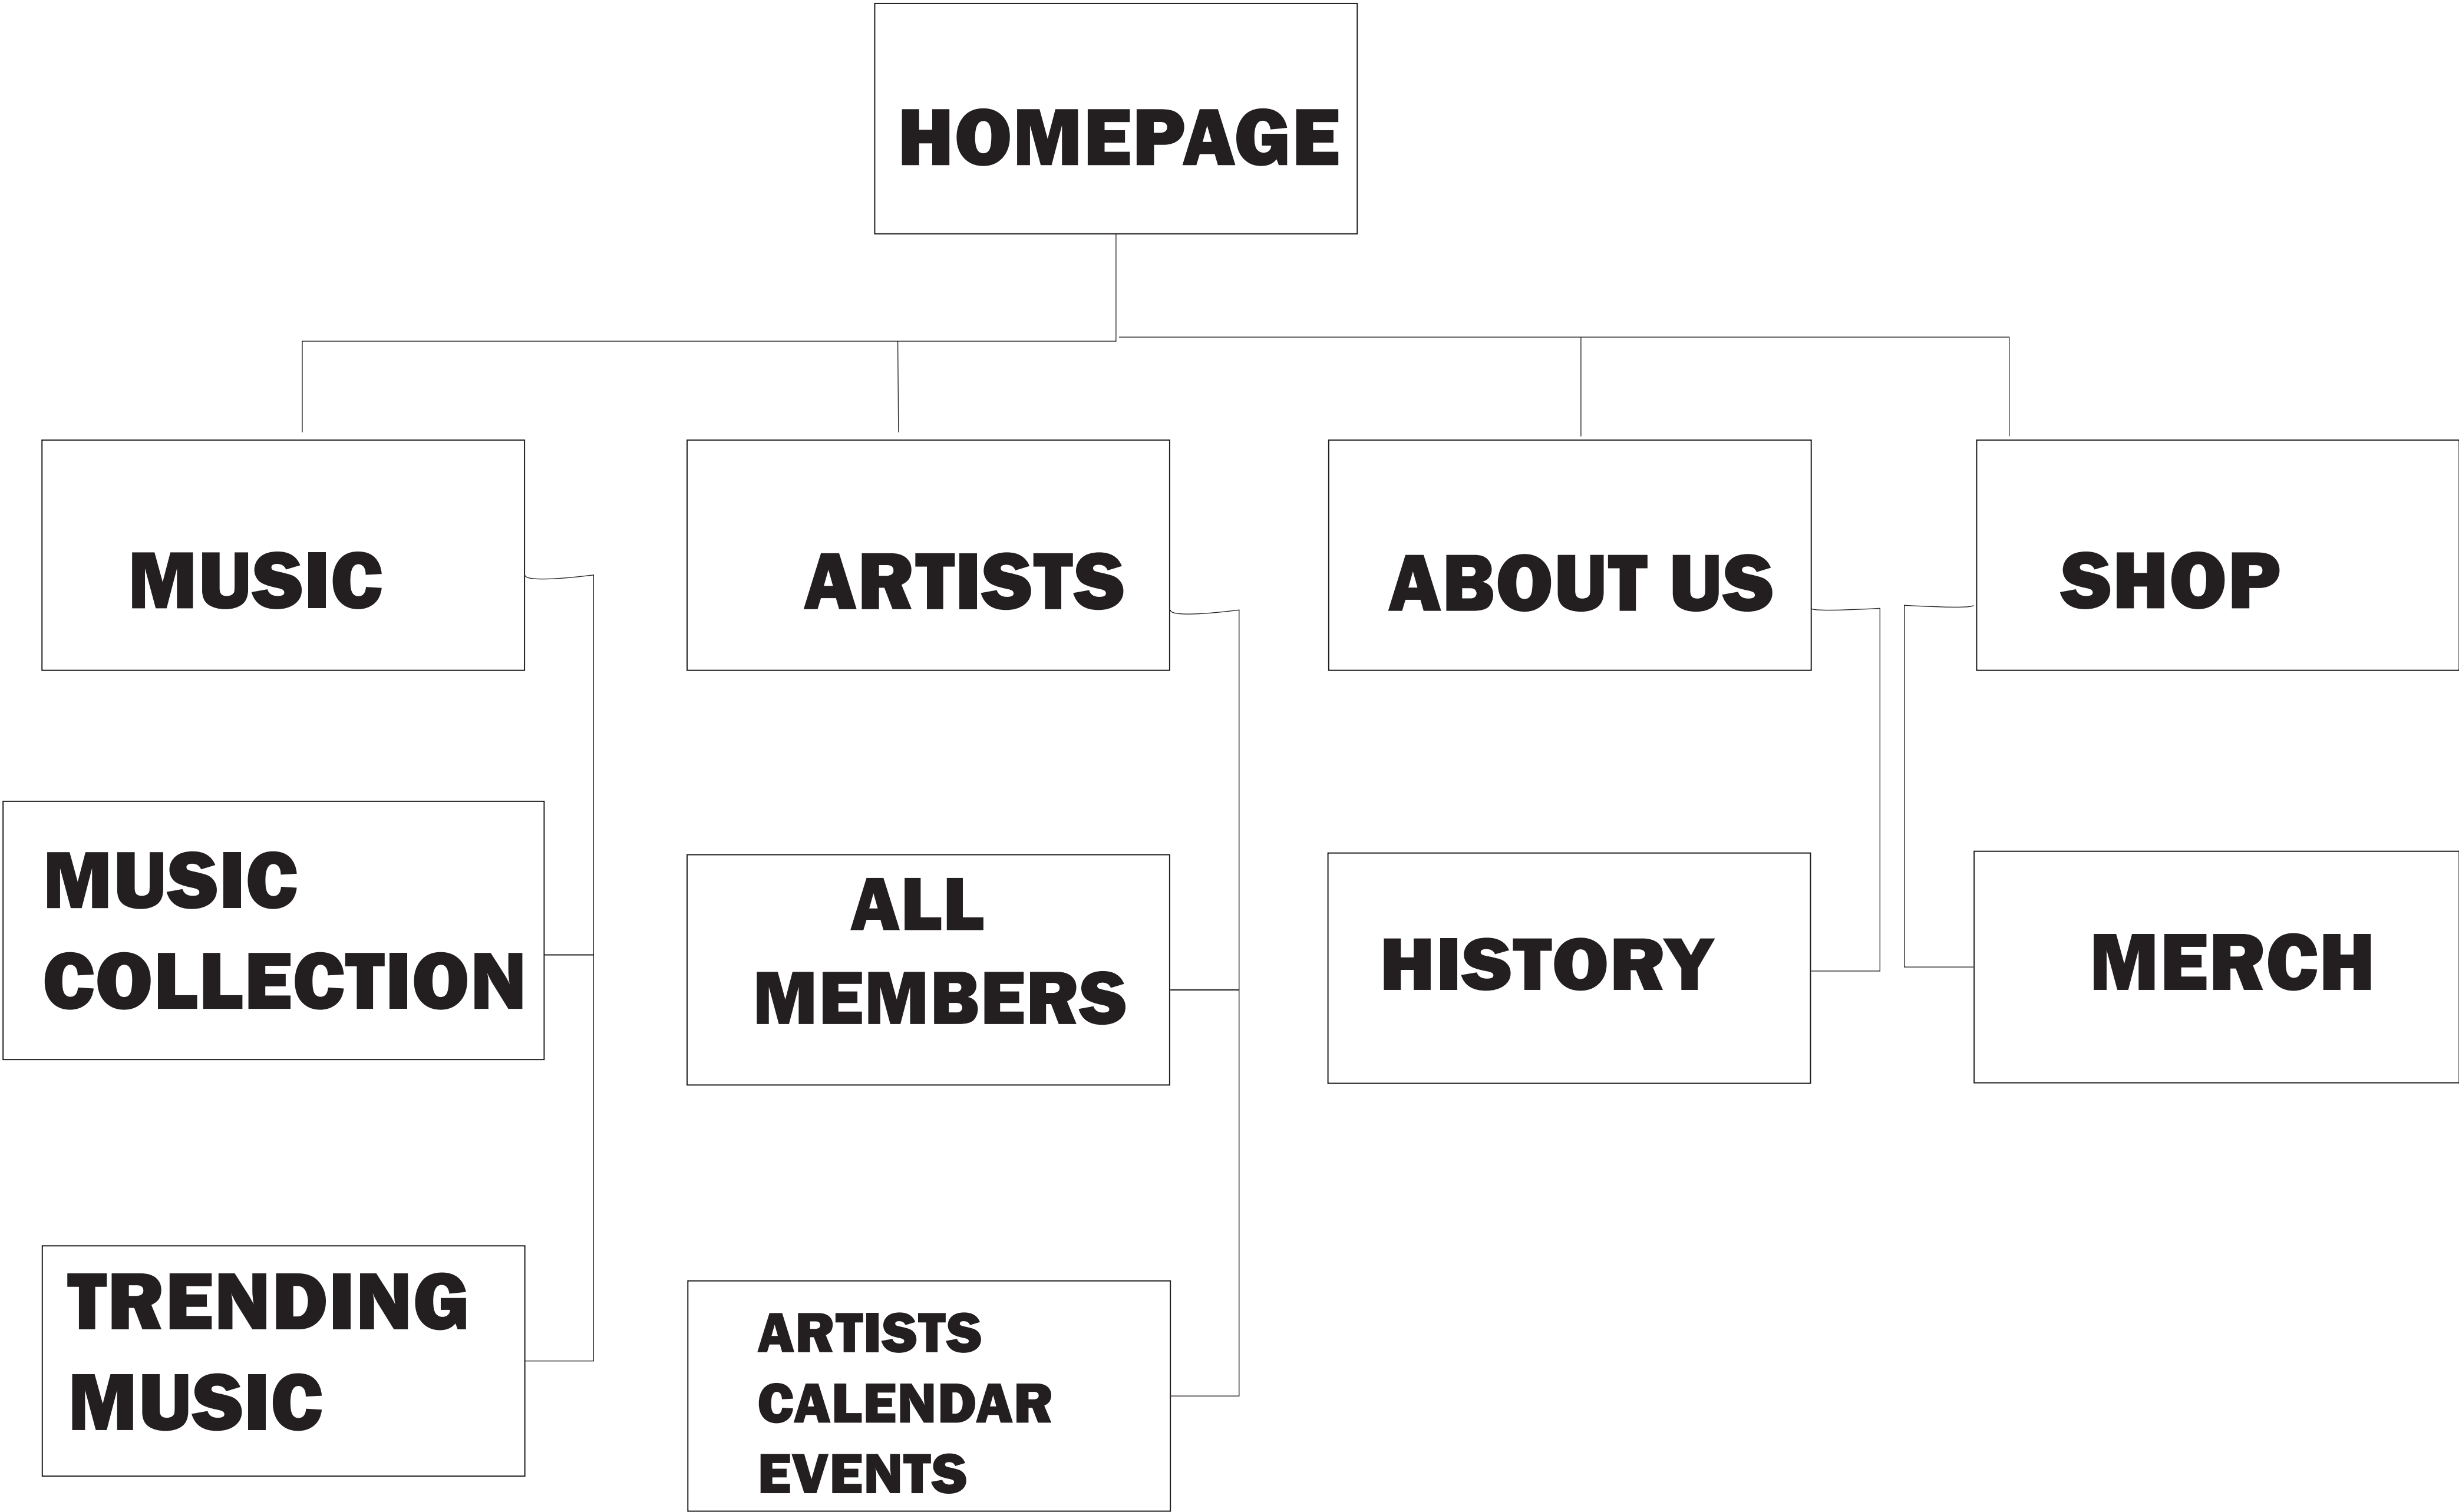 HOMEPAGE
MUSIC
ARTISTS
ABOUT US
SHOP
MUSIC
COLLECTION
ALL
MEMBERS
HISTORY
MERCH
TRENDING
MUSIC
ARTISTS
CALENDAR
EVENTS